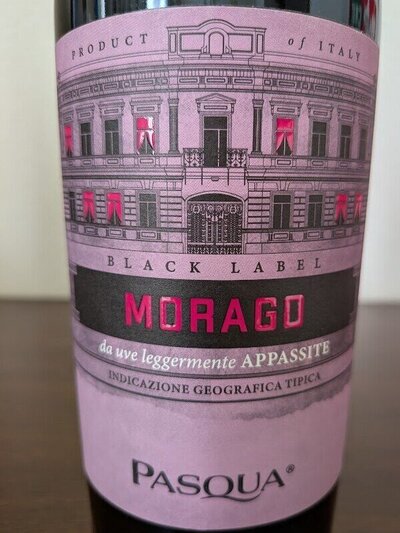 PRODUCT of ITALY
BLACK LABEL
MORAGO
da uve leggermente APPASSITE
INDICAZIONE GEOGRAFICA TIPICA
PASQUA®